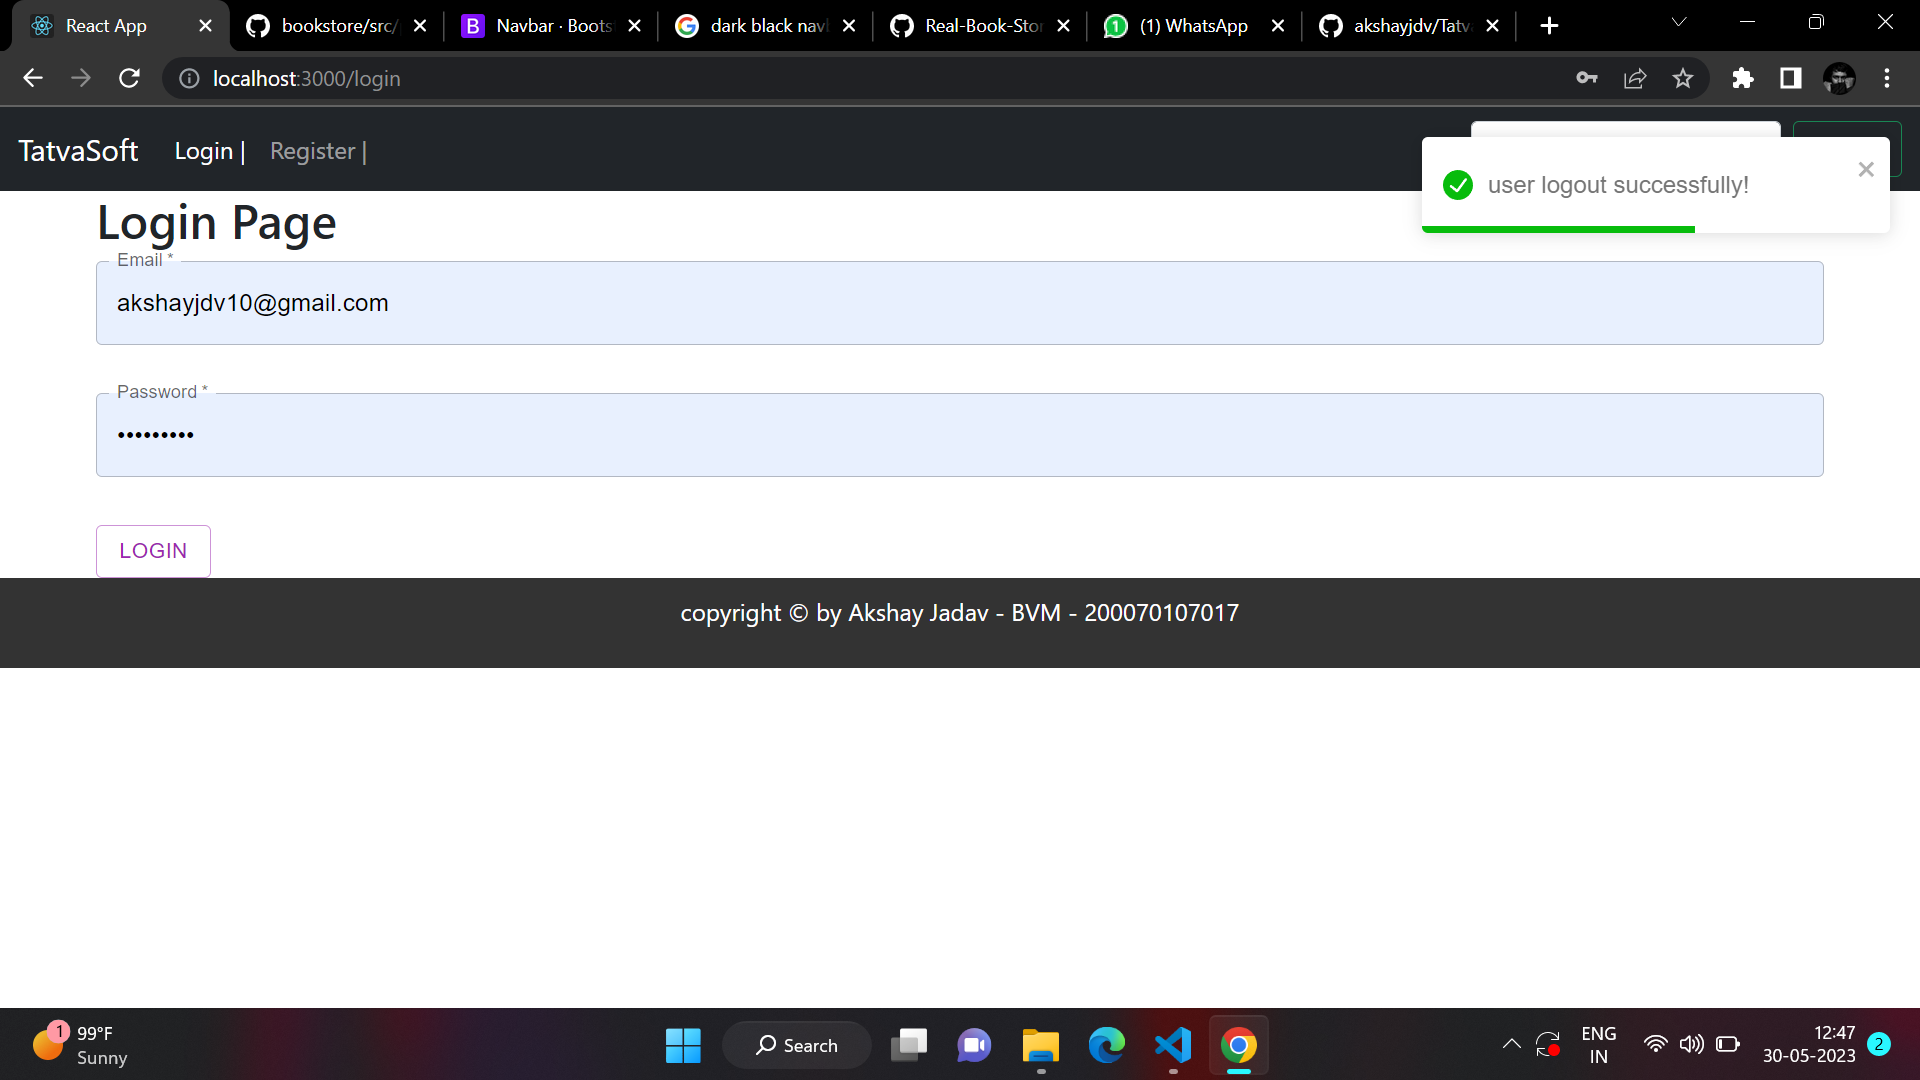 React App
bookstore/src/
Navbar · Boots
dark black nav
Real-Book-Stor
(1) WhatsApp
akshayjdv/Tatv
localhost:3000/login
TatvaSoft
Login |
Register |
user logout successfully!
Login Page
Email *
akshayjdv10@gmail.com
Password *
•••••••••
LOGIN
copyright © by Akshay Jadav - BVM - 200070107017
1
99°F
Sunny
Search
ENG
IN
12:47
30-05-2023
2